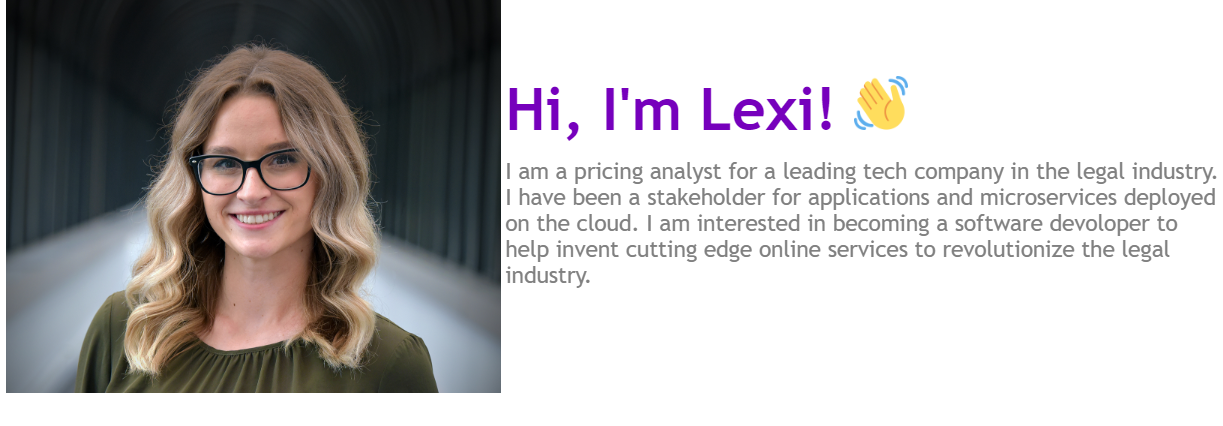 Hi, I'm Lexi! 👋
I am a pricing analyst for a leading tech company in the legal industry.
I have been a stakeholder for applications and microservices deployed
on the cloud. I am interested in becoming a software devoloper to
help invent cutting edge online services to revolutionize the legal
industry.